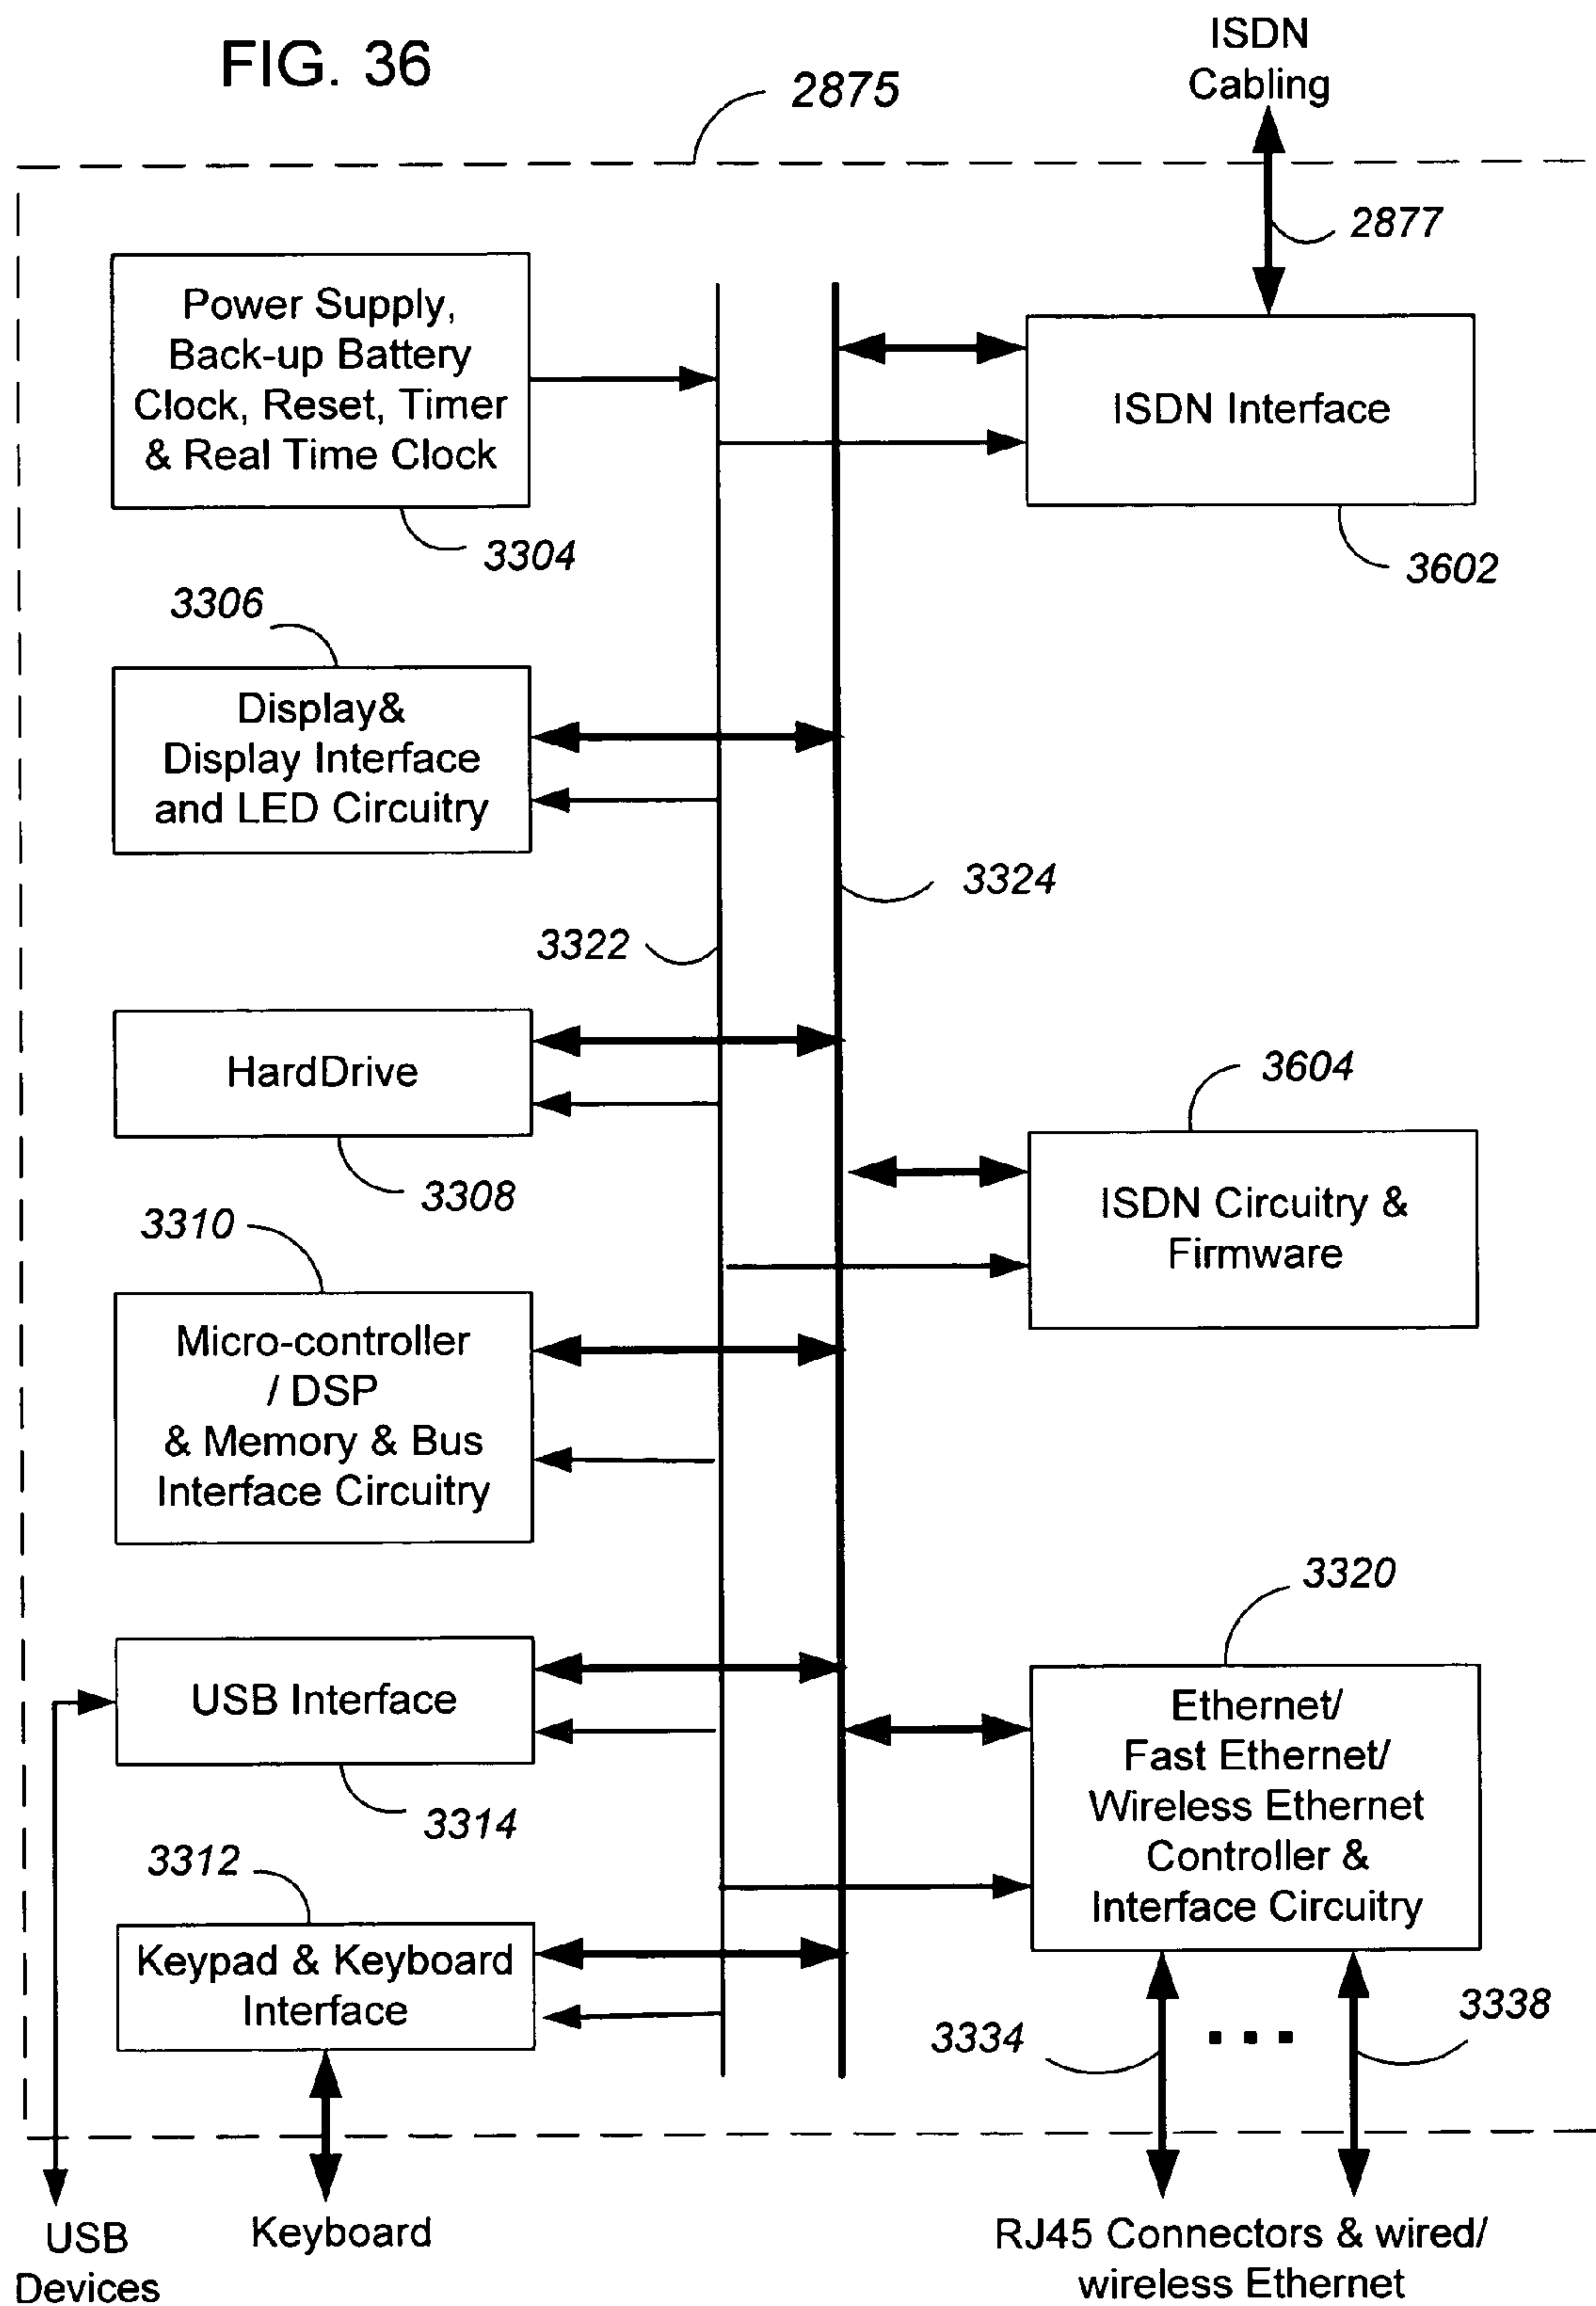 FIG. 36
ISDN
Cabling
2875
2877
Power Supply,
Back-up Battery
Clock, Reset, Timer
& Real Time Clock
3304
ISDN Interface
3602
3306
Display&
Display Interface
and LED Circuitry
3324
3322
HardDrive
3308
3604
ISDN Circuitry &
Firmware
3310
Micro-controller
/ DSP
& Memory & Bus
Interface Circuitry
3320
USB Interface
3314
Ethernet/
Fast Ethernet/
Wireless Ethernet
Controller &
Interface Circuitry
3312
Keypad & Keyboard
Interface
3334
3338
USB
Devices
Keyboard
RJ45 Connectors & wired/
wireless Ethernet